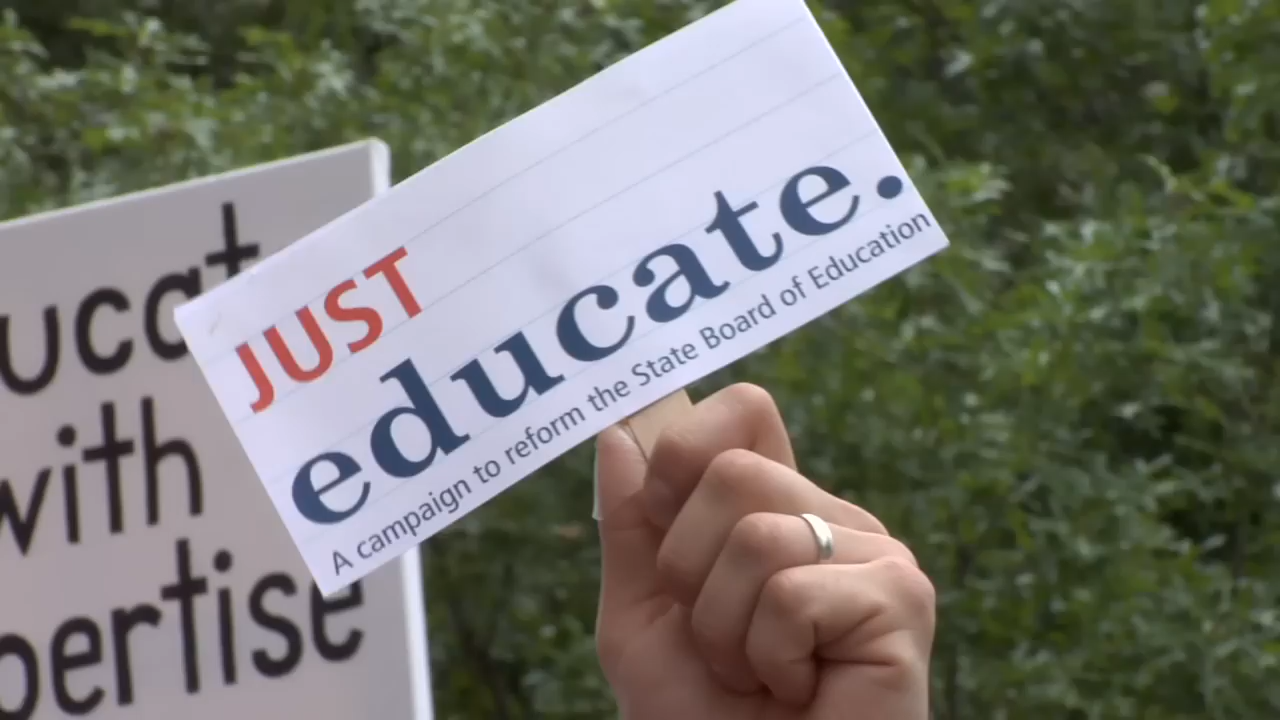 JUST
educate.
A campaign to reform the State Board of Education
ucat
with
pertise